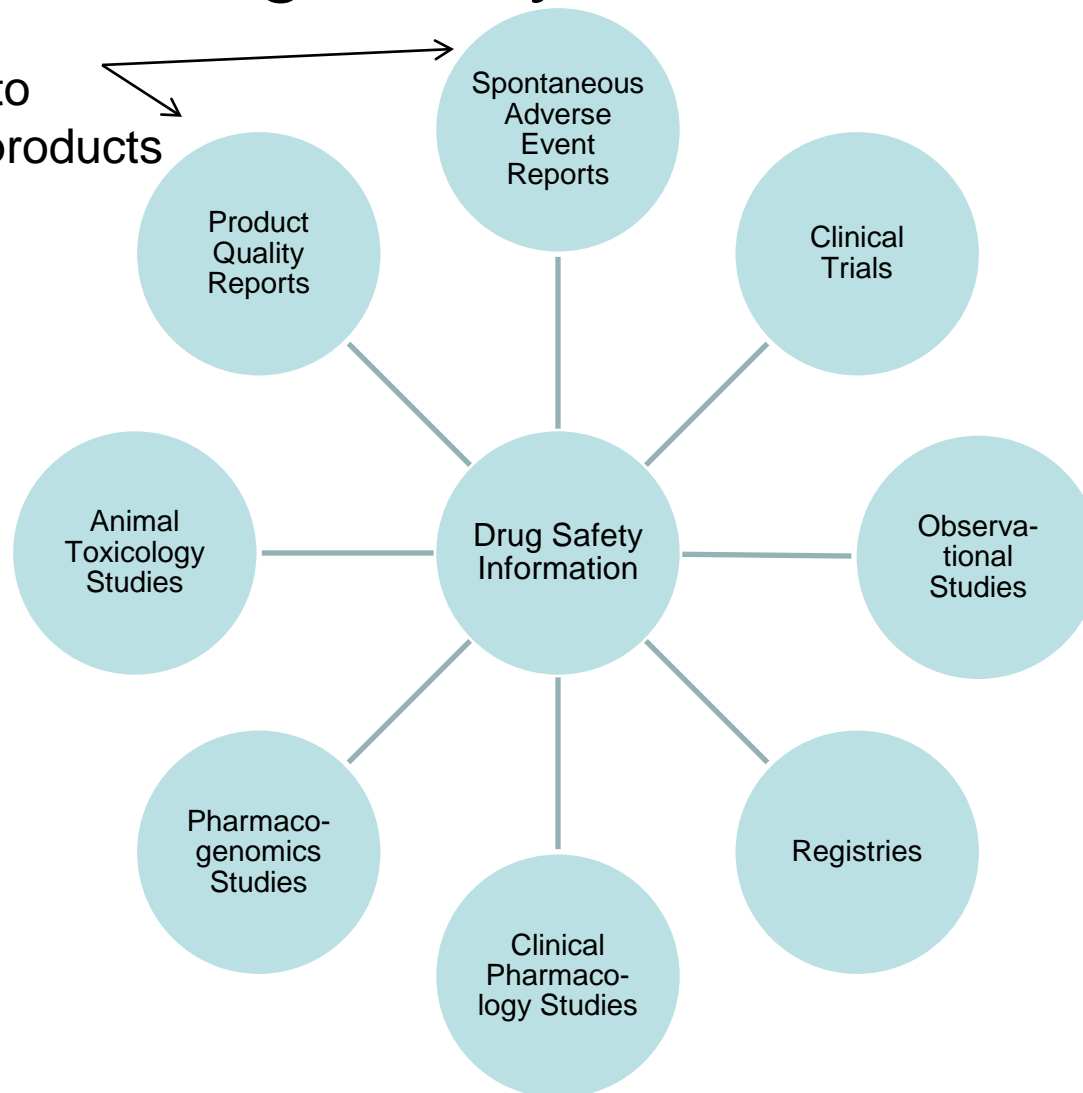 to
products
Spontaneous
Adverse
Event
Reports
Product
Quality
Reports
Clinical
Trials
Animal
Toxicology
Studies
Drug Safety
Information
Observa-
tional
Studies
Pharmaco-
genomics
Studies
Registries
Clinical
Pharmaco-
logy Studies